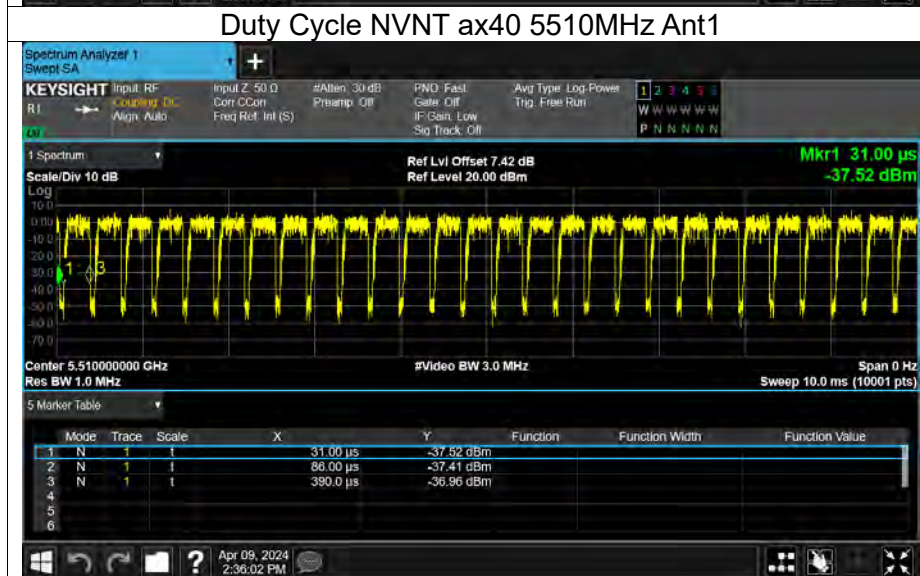 Duty Cycle NVNT ax40 5510MHz Ant1
Spectrum Analyzer 1
Swept SA
+
KEYSIGHT Input: RF Input Z: 50 Ω #Atten: 30 dB PNO: Fast Avg Type: Log-Power 1 2 3 4 5 6
R L Coupling: DC Corr CCorr Preamp: Off Gate: Off Trig: Free Run W W W W W W
Align: Auto Freq Ref: Int (S) IF Gain: Low
Sig Track: Off P N N N N N
1 Spectrum Ref Lvl Offset 7.42 dB Mkr1 31.00 µs
Scale/Div 10 dB Ref Level 20.00 dBm -37.52 dBm
Log
10.0
0.00
-10.0
-20.0
-30.0 1 3
-40.0
-50.0
-60.0
-70.0
Center 5.510000000 GHz #Video BW 3.0 MHz Span 0 Hz
Res BW 1.0 MHz Sweep 10.0 ms (10001 pts)
5 Marker Table
Mode Trace Scale X Y Function Function Width Function Value
1 N 1 t 31.00 µs -37.52 dBm
2 N 1 t 86.00 µs -37.41 dBm
3 N 1 t 390.0 µs -36.96 dBm
4
5
6
? Apr 09, 2024
2:36:02 PM